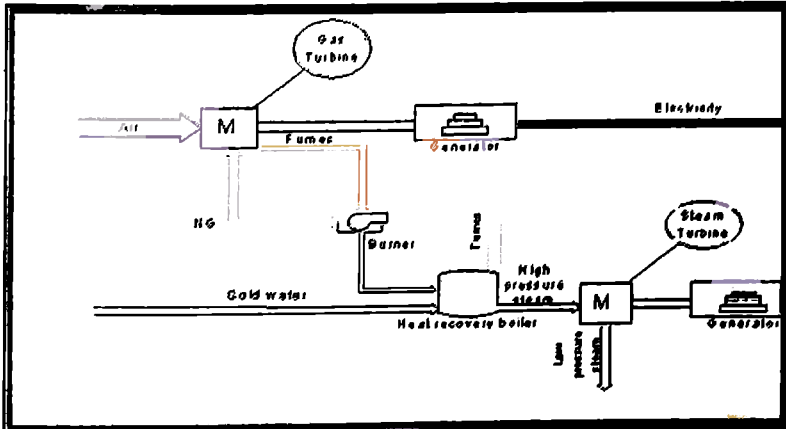 Gas
Turbine
Air
M
Fumes
Generator
Electricity
NG
Burner
Fumes
Steam
Turbine
Cold water
High
pressure
steam
M
Heat recovery boiler
Generator
Low
pressure
steam